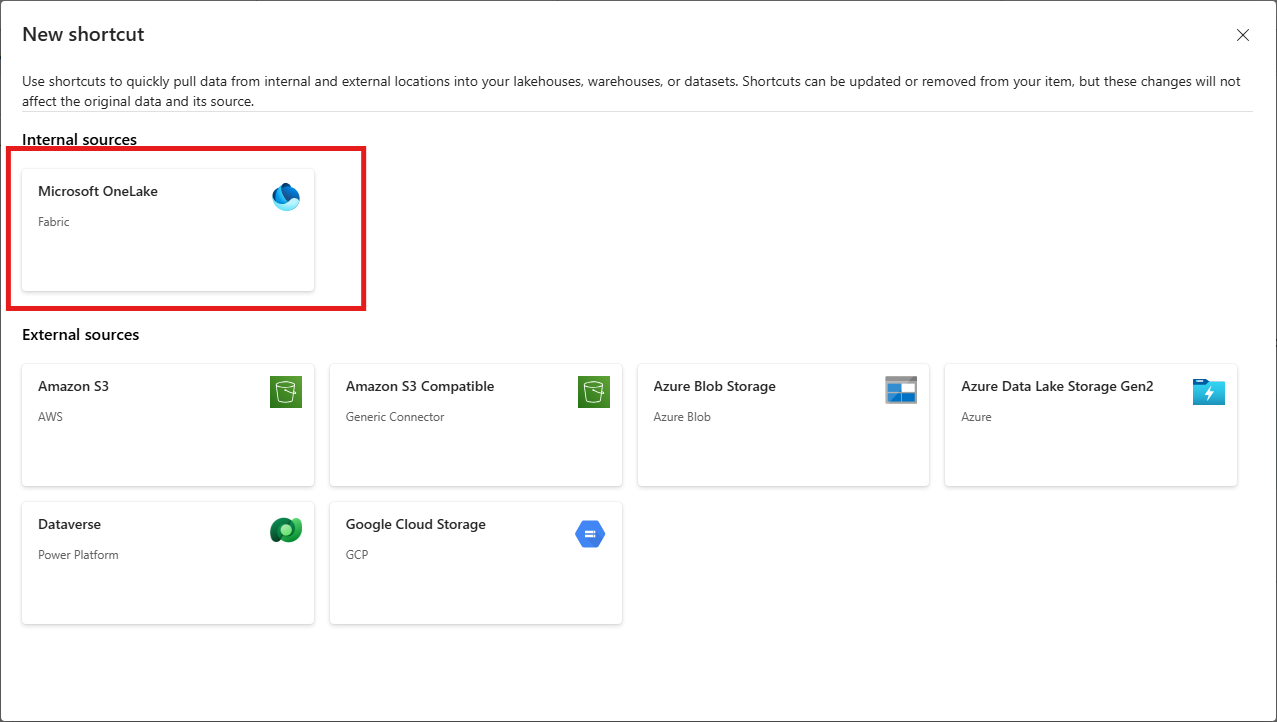 New shortcut
Use shortcuts to quickly pull data from internal and external locations into your lakehouses, warehouses, or datasets. Shortcuts can be updated or removed from your item, but these changes will not
affect the original data and its source.
Internal sources
Microsoft OneLake
Fabric
External sources
Amazon S3
AWS
Amazon S3 Compatible
Generic Connector
Azure Blob Storage
Azure Blob
Azure Data Lake Storage Gen2
Azure
Dataverse
Power Platform
Google Cloud Storage
GCP